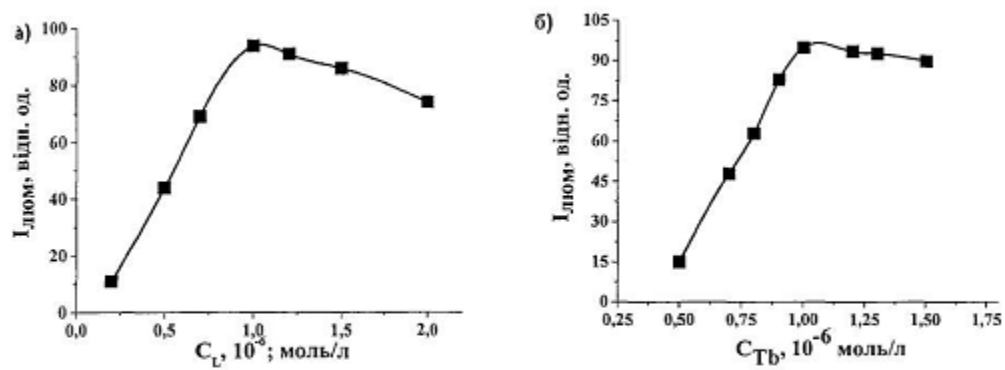 а)
Iлюм, відн. од.
100
80
60
40
20
0
0,0 0,5 1,0 1,5 2,0
C_L, 10^-6; моль/л
б)
Iлюм, відн. од.
105
90
75
60
45
30
15
0
0,25 0,50 0,75 1,00 1,25 1,50 1,75
C_Tb, 10^-6 моль/л